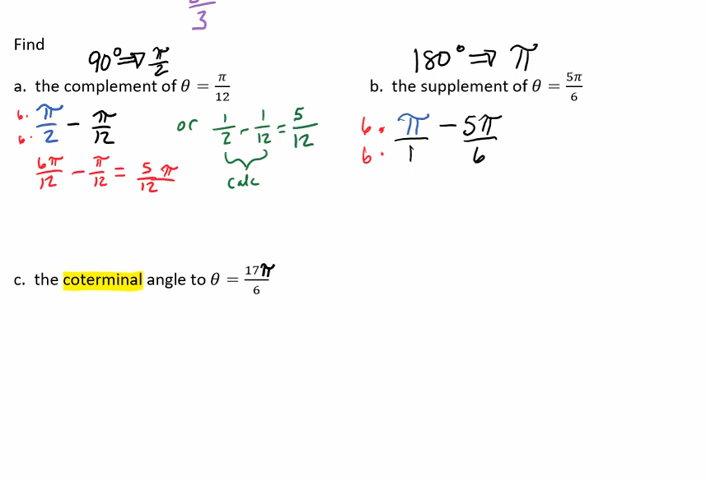 3
Find
90° ⇒ π/2
a. the complement of θ = π/12
6· π/2 - π/12
6·
6π/12 - π/12 = 5π/12
or 1/2 - 1/12 = 5/12
calc
180° ⇒ π
b. the supplement of θ = 5π/6
6· π/1 - 5π/6
6·
c. the coterminal angle to θ = 17π/6